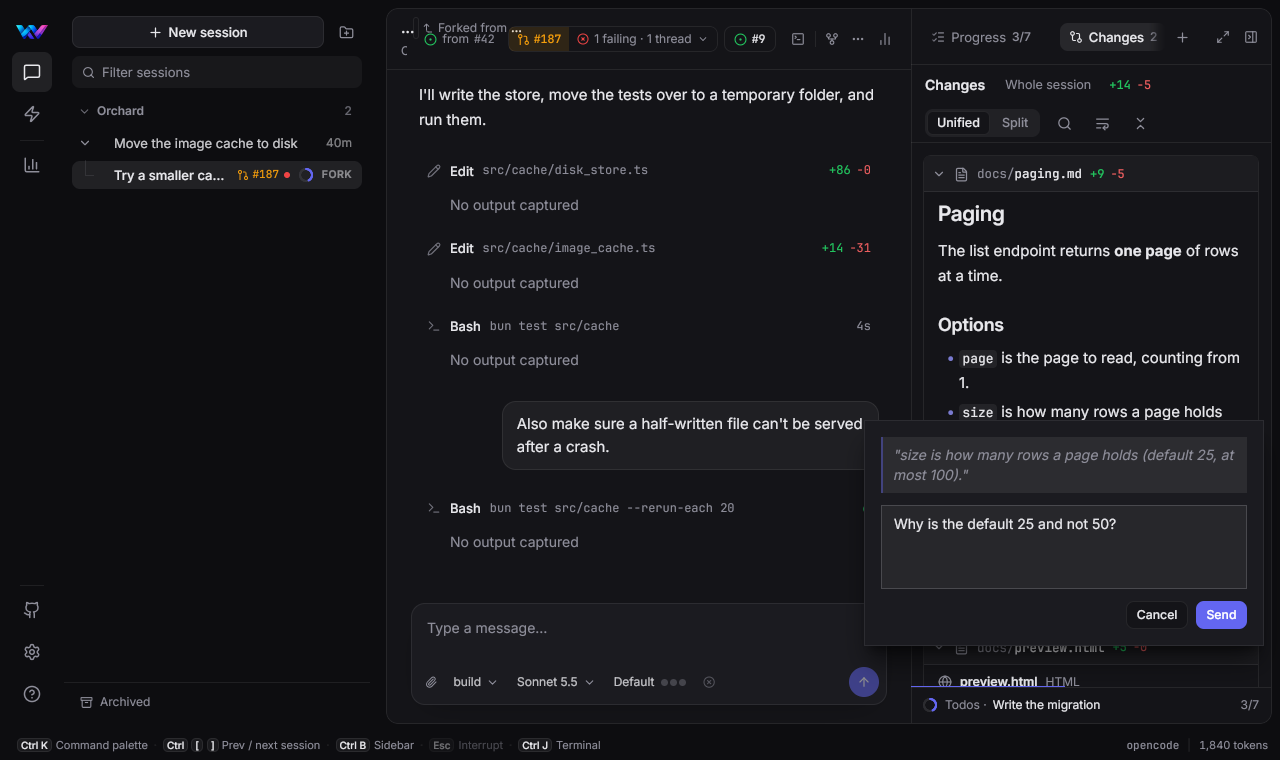 New session
Filter sessions
Orchard 2
Move the image cache to disk 40m
Try a smaller ca... #187 FORK
Archived
... Forked from ...
from #42
#187
1 failing · 1 thread
#9
I'll write the store, move the tests over to a temporary folder, and
run them.
Edit src/cache/disk_store.ts +86 -0
No output captured
Edit src/cache/image_cache.ts +14 -31
No output captured
Bash bun test src/cache 4s
No output captured
Also make sure a half-written file can't be served
after a crash.
Bash bun test src/cache --rerun-each 20
No output captured
Type a message...
build Sonnet 5.5 Default
Progress 3/7
Changes 2
Changes Whole session +14 -5
Unified Split
docs/paging.md +9 -5
Paging
The list endpoint returns one page of rows
at a time.
Options
• page is the page to read, counting from
1.
• size is how many rows a page holds
"size is how many rows a page holds (default 25, at
most 100)."
Why is the default 25 and not 50?
Cancel Send
docs/preview.html +5 -0
preview.html HTML
Todos · Write the migration 3/7
Ctrl K Command palette · Ctrl [ ] Prev / next session · Ctrl B Sidebar · Esc Interrupt · Ctrl J Terminal
opencode 1,840 tokens